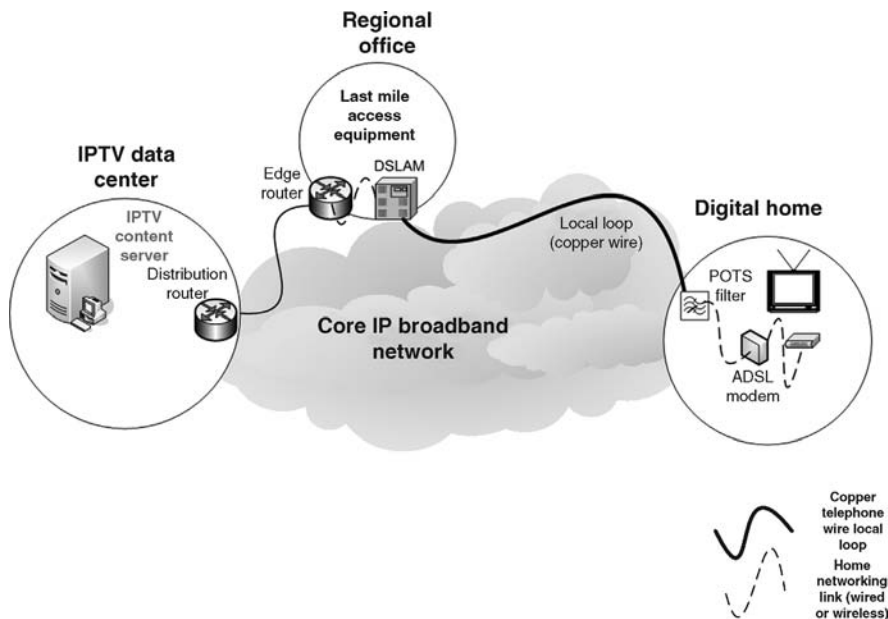 Regional
office
Last mile
access
equipment
DSLAM
Edge
router
IPTV data
center
IPTV
content
server
Distribution
router
Core IP broadband
network
Local loop
(copper wire)
Digital home
POTS
filter
ADSL
modem
Copper
telephone
wire local
loop
Home
networking
link (wired
or wireless)